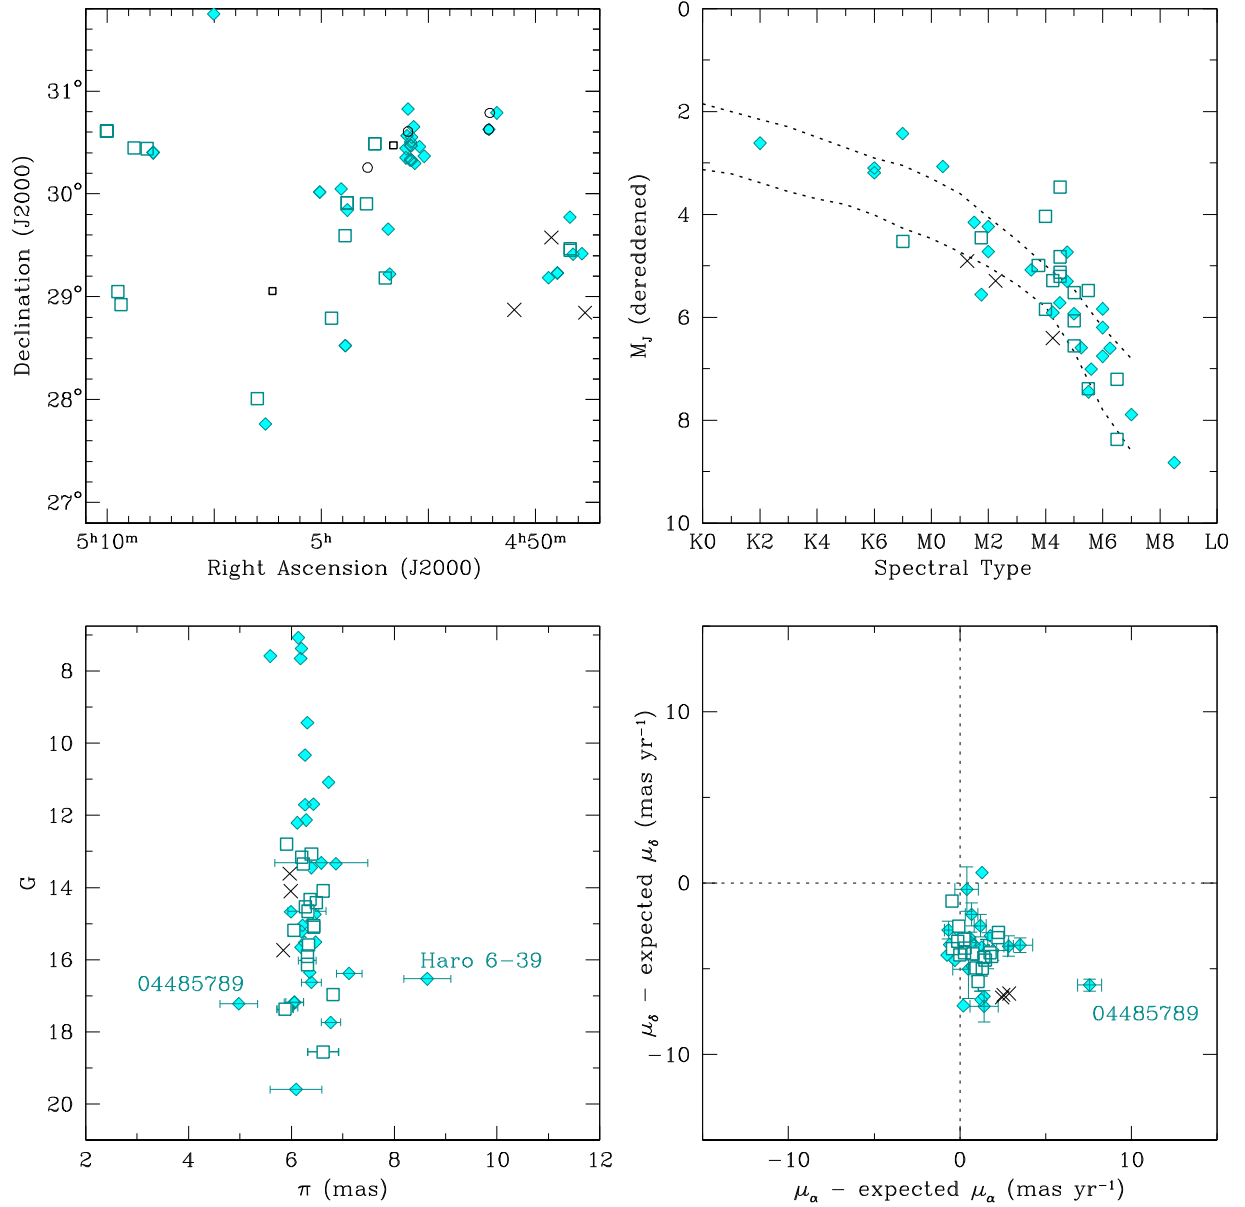 31°
30°
29°
28°
27°
Declination (J2000)
5ʰ10ᵐ
5ʰ
4ʰ50ᵐ
Right Ascension (J2000)
0
2
4
6
8
10
M_J (dereddened)
K0 K2 K4 K6 M0 M2 M4 M6 M8 L0
Spectral Type
8
10
12
14
16
18
20
G
Haro 6−39
04485789
2 4 6 8 10 12
π (mas)
10
0
−10
μ_δ − expected μ_δ (mas yr⁻¹)
04485789
−10 0 10
μ_α − expected μ_α (mas yr⁻¹)